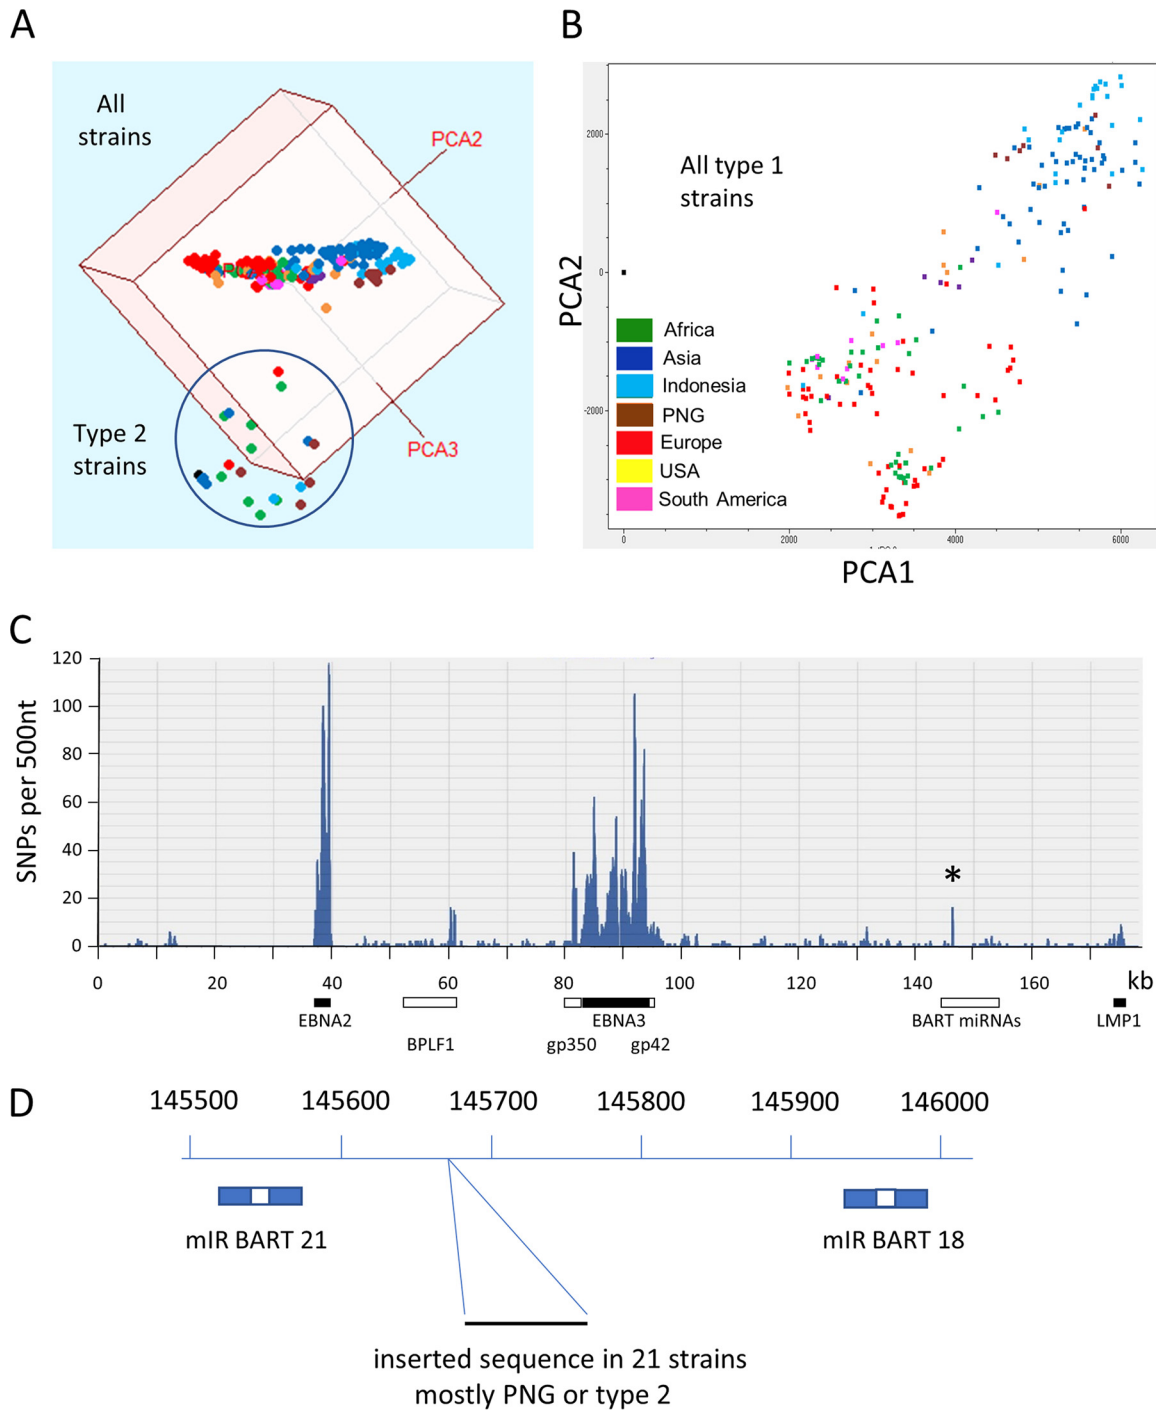 A
All
strains
PCA2
PCA3
Type 2
strains
B
All type 1
strains
PCA2
2000
0
-2000
Africa
Asia
Indonesia
PNG
Europe
USA
South America
0
2000
4000
6000
PCA1
C
SNPs per 500nt
120
100
80
60
40
20
0
*
0
20
40
60
80
100
120
140
160
kb
EBNA2
EBNA3
BART miRNAs
LMP1
BPLF1
gp350
gp42
D
145500
145600
145700
145800
145900
146000
mIR BART 21
mIR BART 18
inserted sequence in 21 strains
mostly PNG or type 2